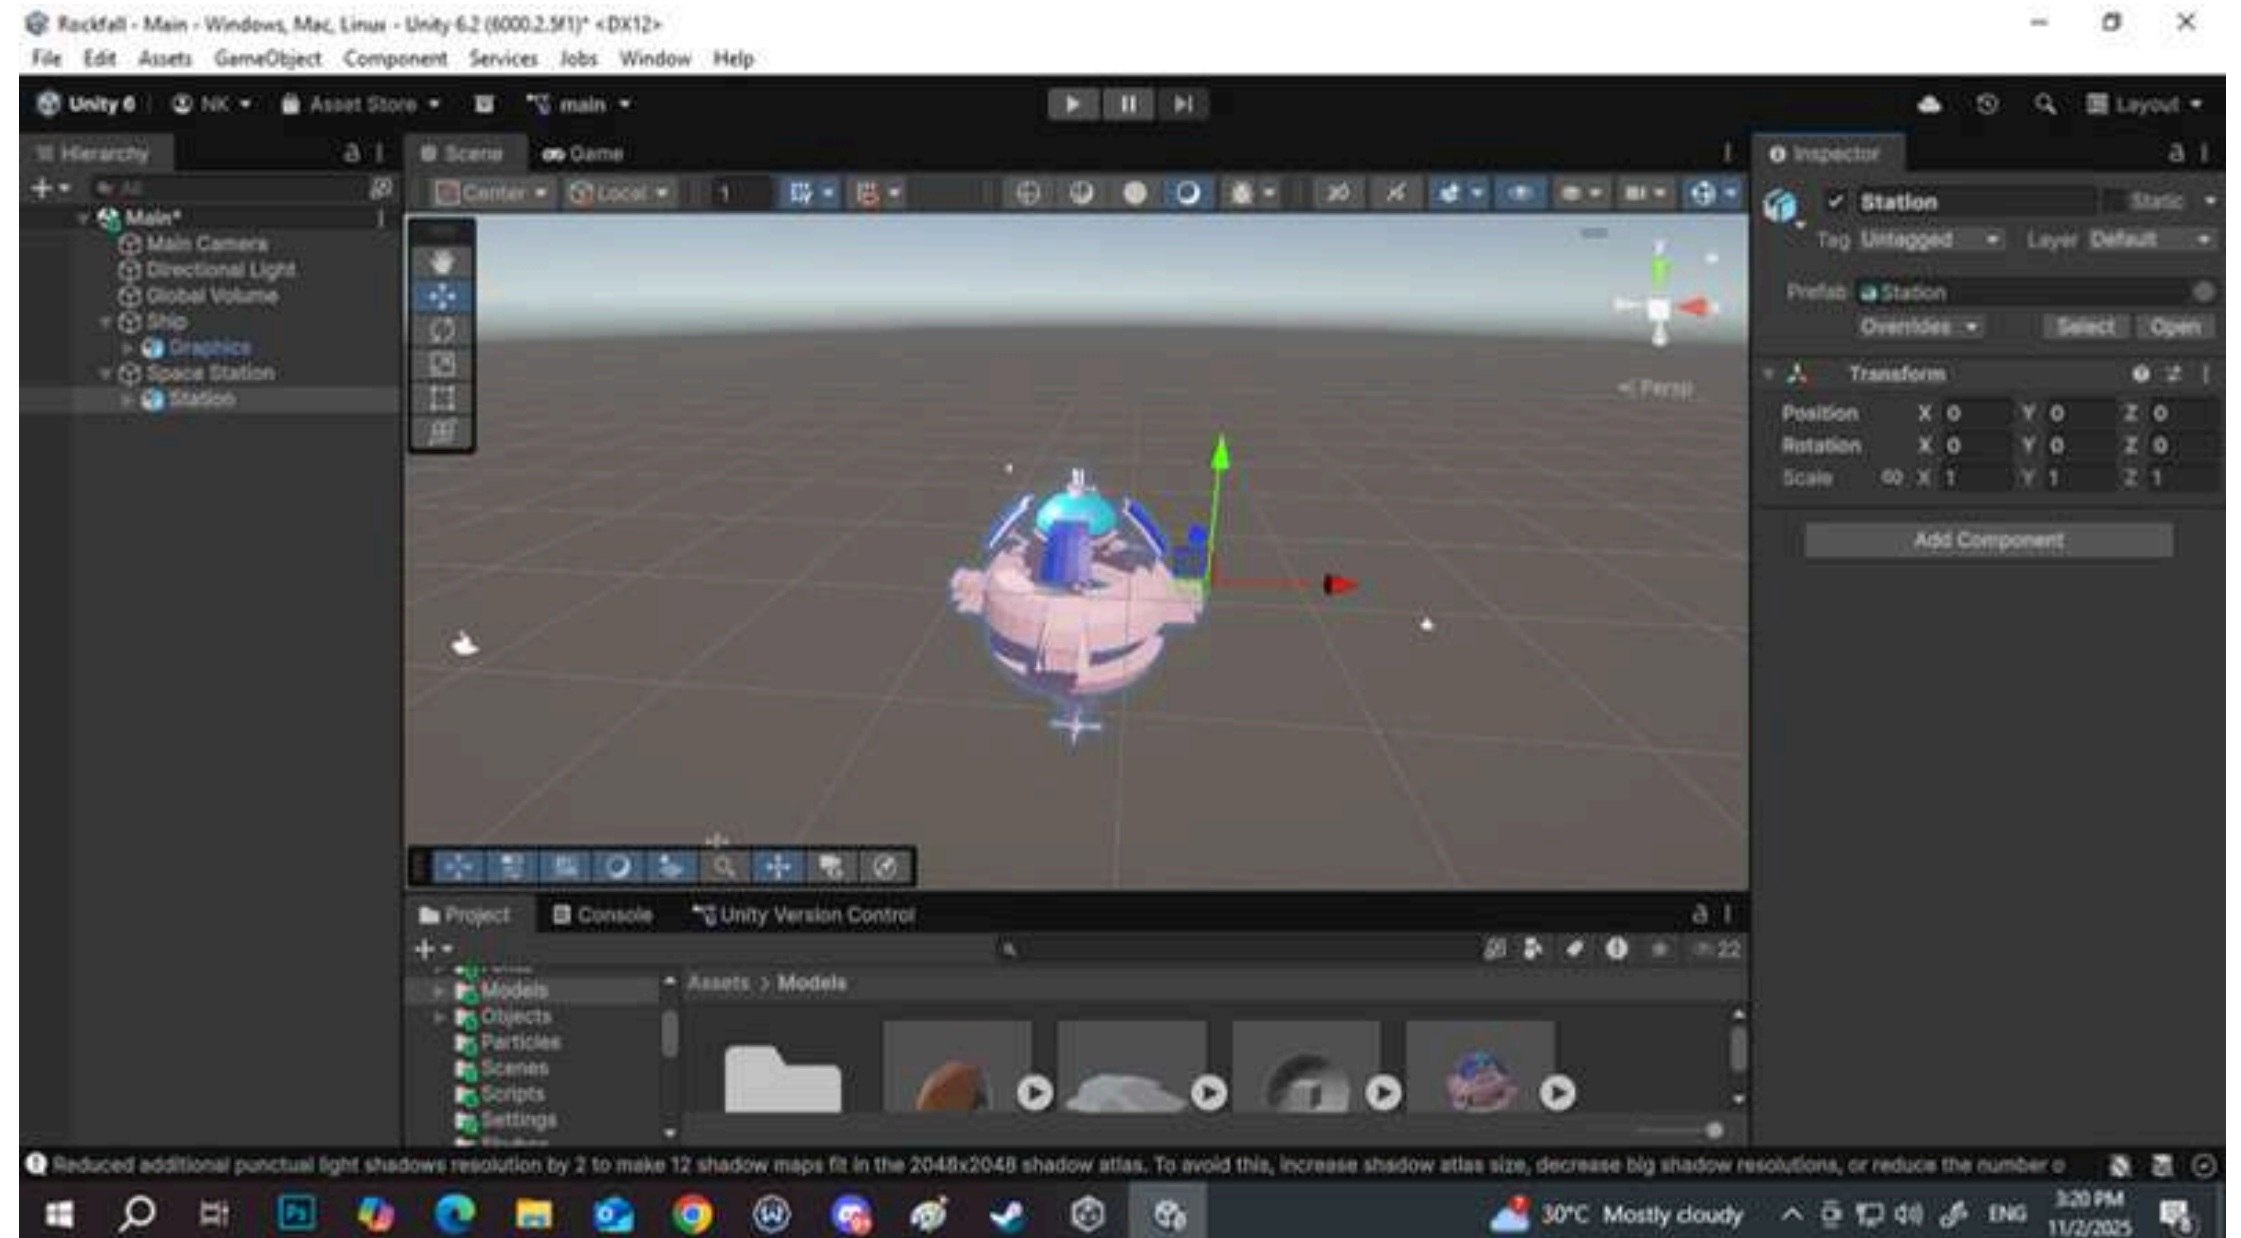 Rockfall - Main - Windows, Mac, Linux - Unity 6.2 (6000.2.5f1)* <DX12>
File Edit Assets GameObject Component Services Jobs Window Help
Unity 6 NK Asset Store main Layout
Hierarchy
All
Main*
Main Camera
Directional Light
Global Volume
Ship
Graphics
Space Station
Station
Scene Game
Center Local 1 2D
y
x
Persp
Inspector
Station Static
Tag Untagged Layer Default
Prefab Station
Overrides Select Open
Transform
Position X 0 Y 0 Z 0
Rotation X 0 Y 0 Z 0
Scale X 1 Y 1 Z 1
Add Component
Project Console Unity Version Control
22
Models
Objects
Particles
Scenes
Scripts
Settings
Assets > Models
Reduced additional punctual light shadows resolution by 2 to make 12 shadow maps fit in the 2048x2048 shadow atlas. To avoid this, increase shadow atlas size, decrease big shadow resolutions, or reduce the number o
Ps
30°C Mostly cloudy
ENG
3:20 PM
11/2/2025